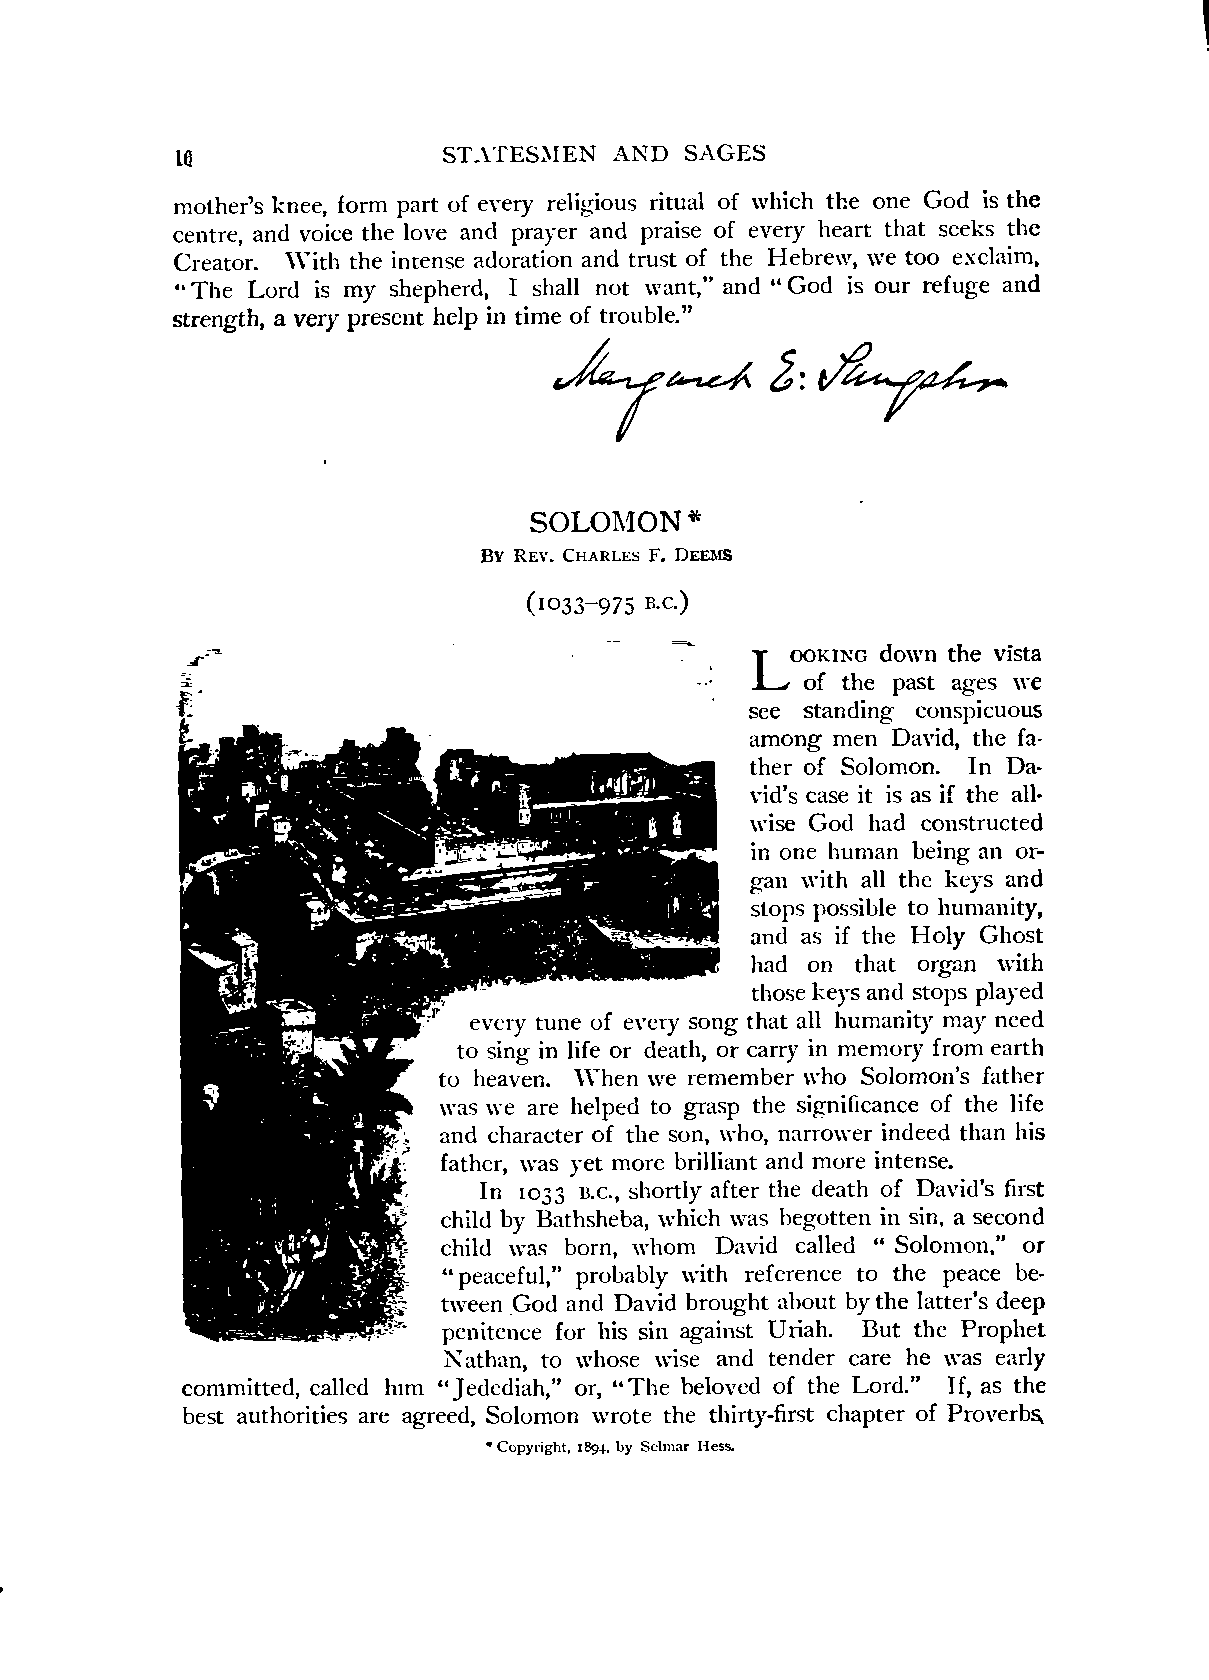 16 STATESMEN AND SAGES
mother's knee, form part of every religious ritual of which the one God is the
centre, and voice the love and prayer and praise of every heart that seeks the
Creator. With the intense adoration and trust of the Hebrew, we too exclaim,
“The Lord is my shepherd, I shall not want,” and “God is our refuge and
strength, a very present help in time of trouble.”
Margaret E. Sangster
SOLOMON*
BY REV. CHARLES F. DEEMS
(1033–975 B.C.)
LOOKING down the vista
of the past ages we
see standing conspicuous
among men David, the fa-
ther of Solomon. In Da-
vid's case it is as if the all-
wise God had constructed
in one human being an or-
gan with all the keys and
stops possible to humanity,
and as if the Holy Ghost
had on that organ with
those keys and stops played
every tune of every song that all humanity may need
to sing in life or death, or carry in memory from earth
to heaven. When we remember who Solomon's father
was we are helped to grasp the significance of the life
and character of the son, who, narrower indeed than his
father, was yet more brilliant and more intense.
In 1033 B.C., shortly after the death of David's first
child by Bathsheba, which was begotten in sin, a second
child was born, whom David called “Solomon,” or
“peaceful,” probably with reference to the peace be-
tween God and David brought about by the latter's deep
penitence for his sin against Uriah. But the Prophet
Nathan, to whose wise and tender care he was early
committed, called him “Jedediah,” or, “The beloved of the Lord.” If, as the
best authorities are agreed, Solomon wrote the thirty-first chapter of Proverbs,
* Copyright, 1894, by Selmar Hess.